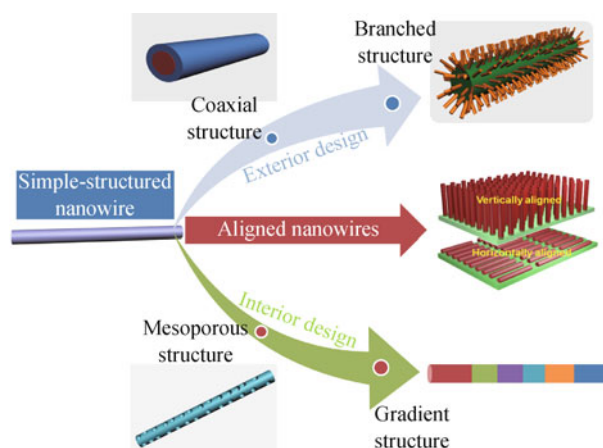 Branched
structure
Coaxial
structure
Exterior design
Simple-structured
nanowire
Aligned nanowires
Vertically aligned
Horizontally aligned
Interior design
Mesoporous
structure
Gradient
structure